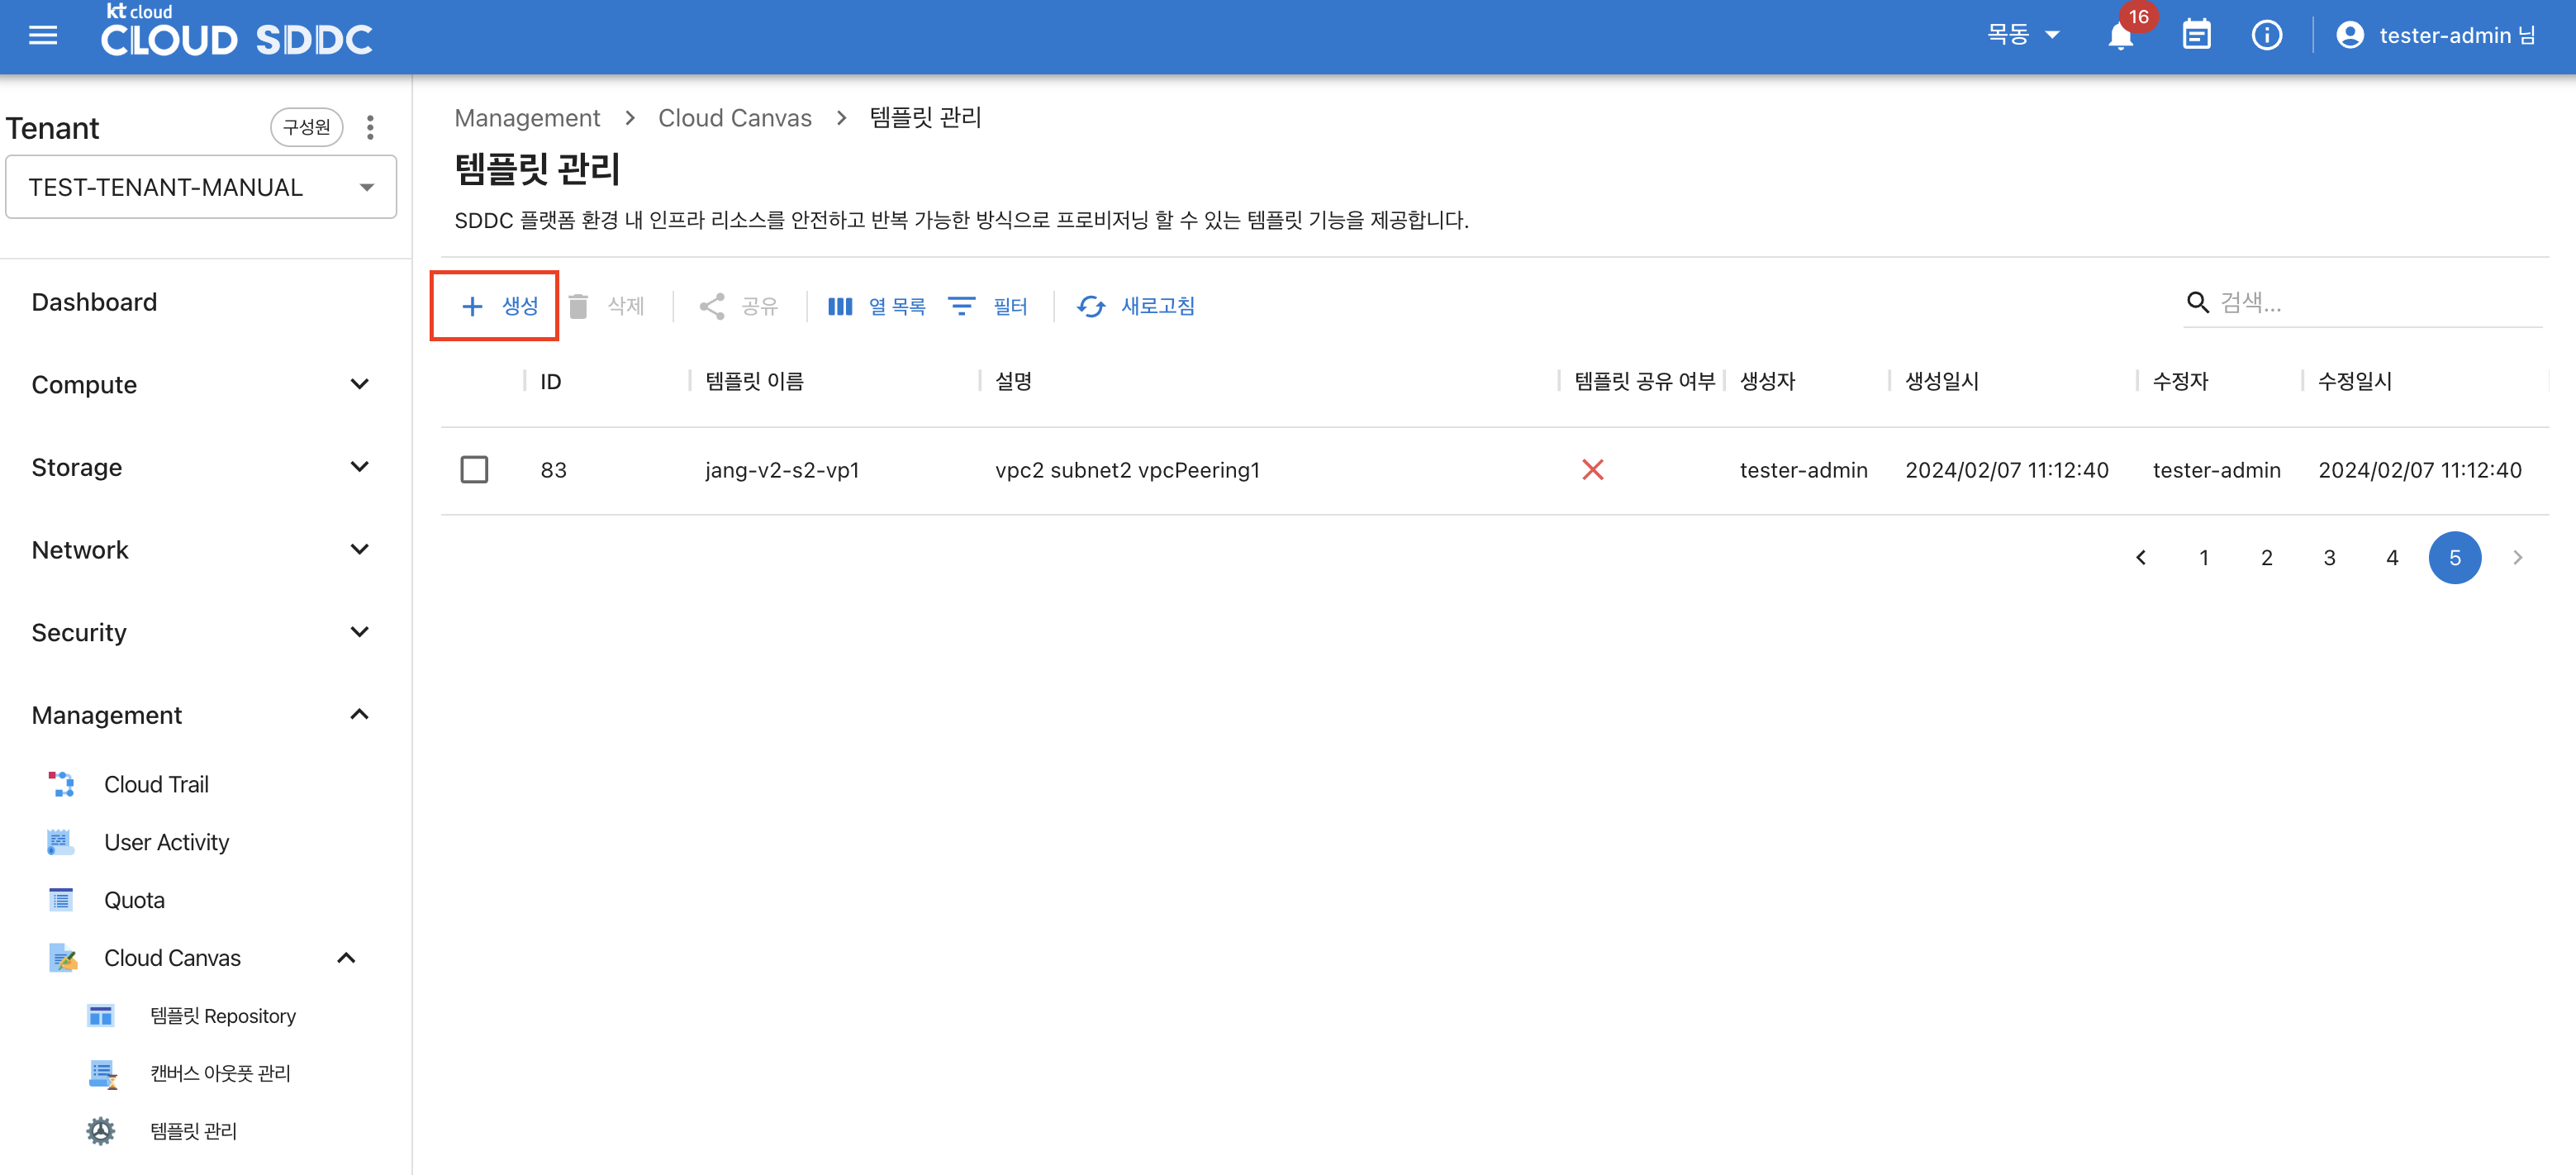 kt cloud
CLOUD SDDC
목동
16
tester-admin 님
Tenant
구성원
TEST-TENANT-MANUAL
Dashboard
Compute
Storage
Network
Security
Management
Cloud Trail
User Activity
Quota
Cloud Canvas
템플릿 Repository
캔버스 아웃풋 관리
템플릿 관리
Management > Cloud Canvas > 템플릿 관리
템플릿 관리
SDDC 플랫폼 환경 내 인프라 리소스를 안전하고 반복 가능한 방식으로 프로비저닝 할 수 있는 템플릿 기능을 제공합니다.
+ 생성 삭제 공유 열 목록 필터 새로고침 검색...
ID 템플릿 이름 설명 템플릿 공유 여부 생성자 생성일시 수정자 수정일시
83 jang-v2-s2-vp1 vpc2 subnet2 vpcPeering1 tester-admin 2024/02/07 11:12:40 tester-admin 2024/02/07 11:12:40
1 2 3 4 5